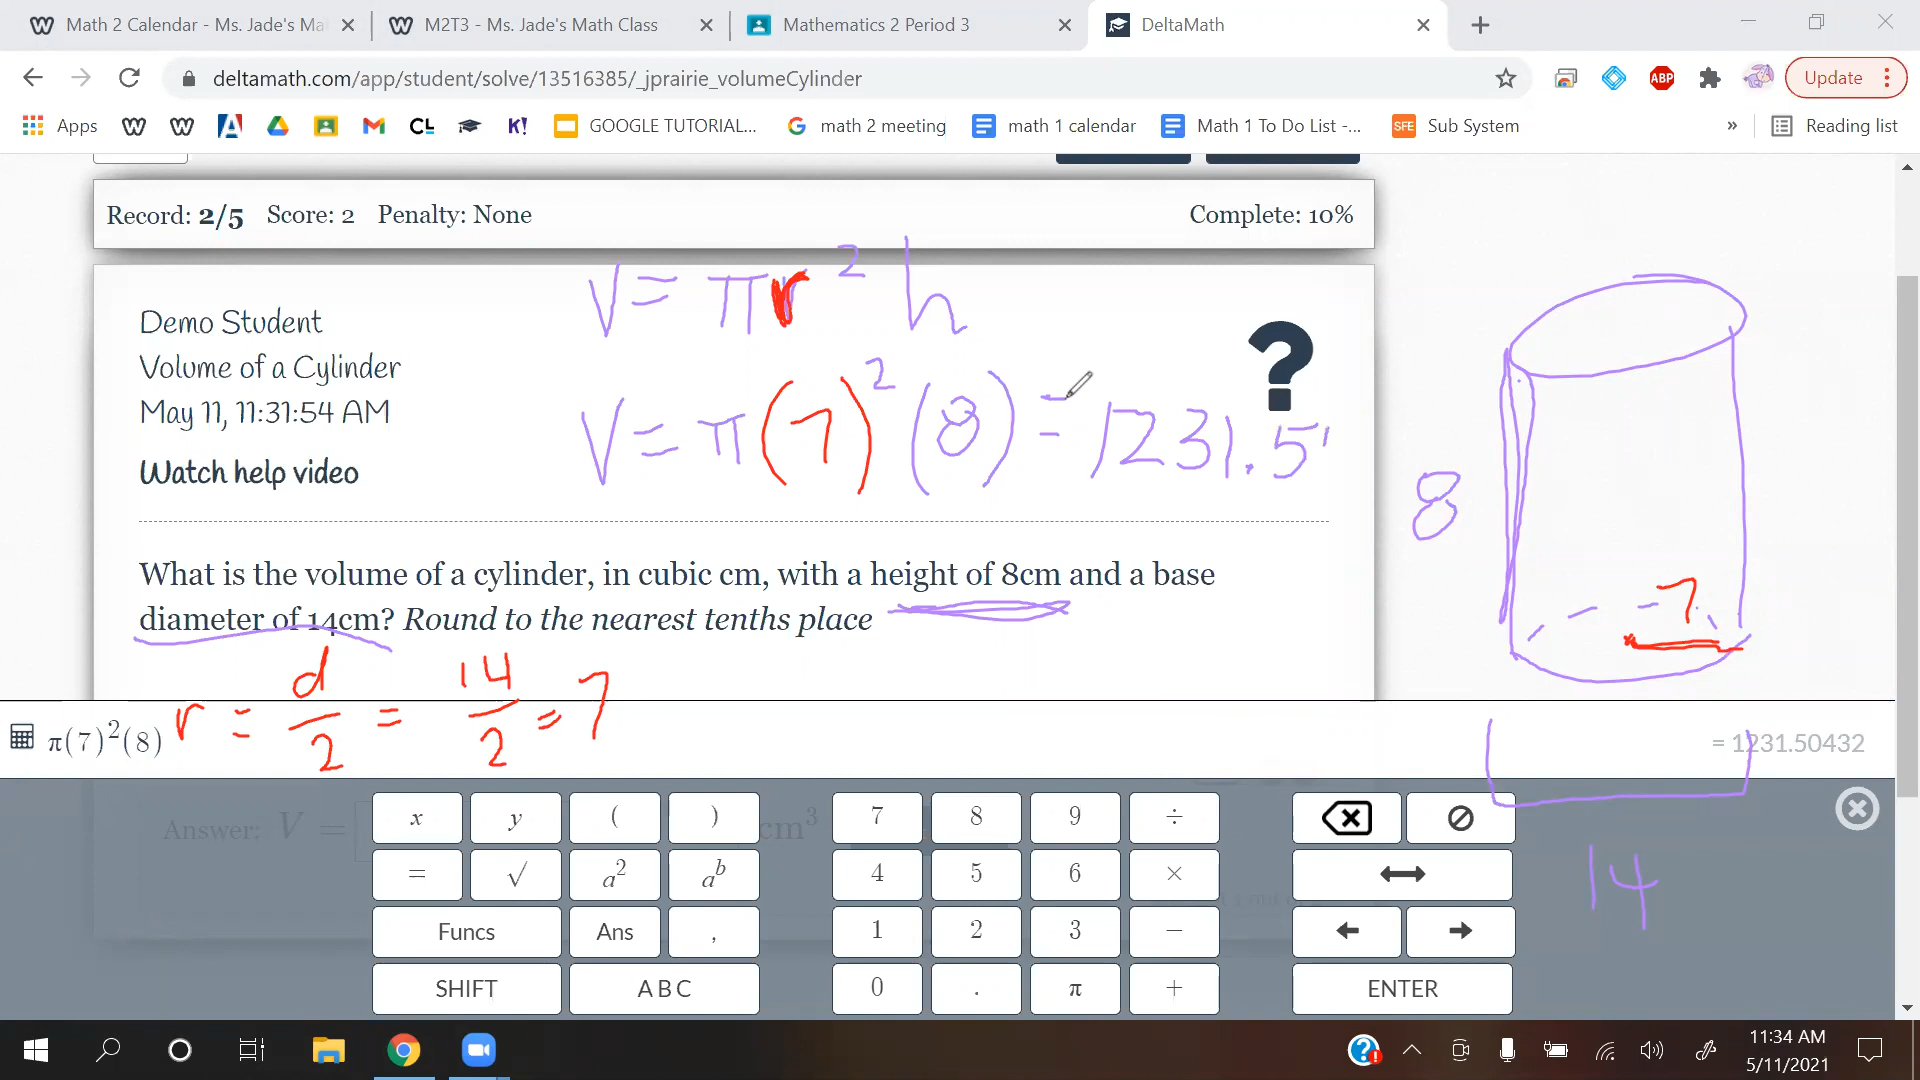 Math 2 Calendar - Ms. Jade's Ma
M2T3 - Ms. Jade's Math Class
Mathematics 2 Period 3
DeltaMath
deltamath.com/app/student/solve/13516385/_jprairie_volumeCylinder
ABP
Update
Apps
CL
K!
GOOGLE TUTORIAL...
math 2 meeting
math 1 calendar
Math 1 To Do List -...
SFE
Sub System
»
Reading list
Record: 2/5 Score: 2 Penalty: None
Complete: 10%
V = πr² h
Demo Student
Volume of a Cylinder
May 11, 11:31:54 AM
Watch help video
?
V = π(7)²(8) = 1231.5
8
What is the volume of a cylinder, in cubic cm, with a height of 8cm and a base
diameter of 14cm? Round to the nearest tenths place
7
r = d/2 = 14/2 = 7
π(7)²(8)
= 1231.50432
14
Answer: V =
cm³
x y ( ) 7 8 9 ÷
= √ a² aᵇ 4 5 6 ×
Funcs Ans , 1 2 3 −
SHIFT ABC 0 . π + ENTER
11:34 AM
5/11/2021